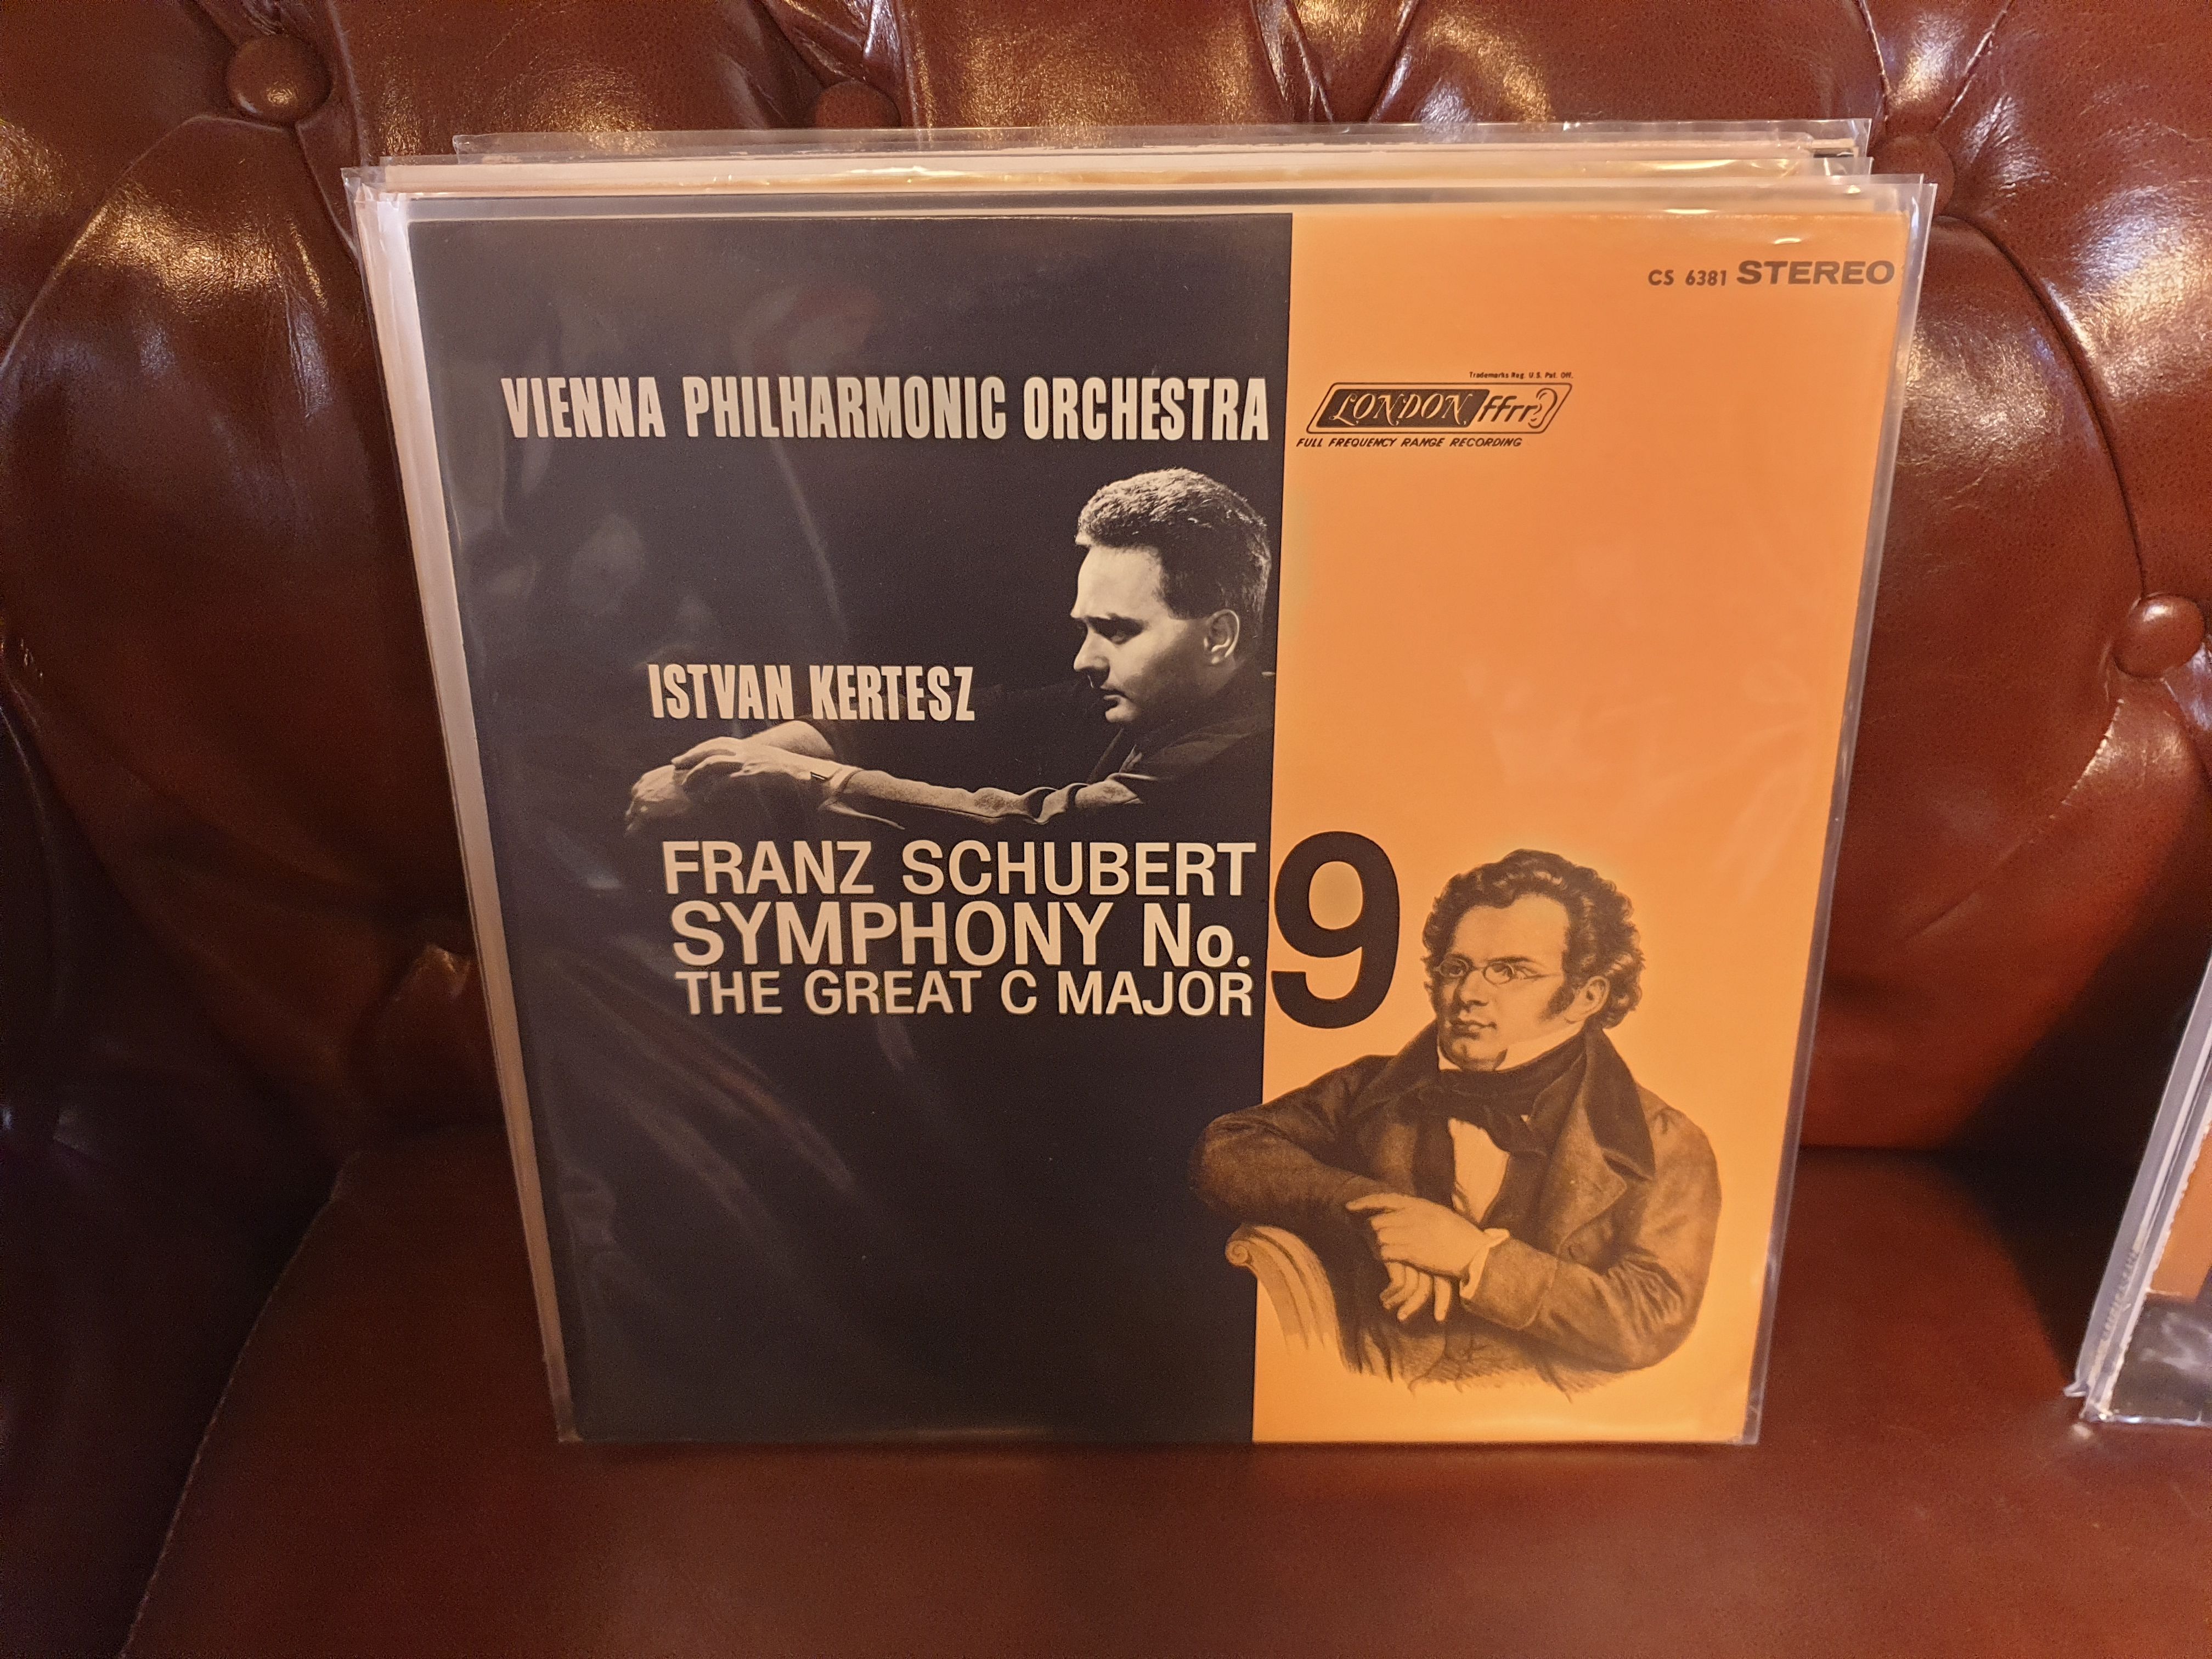 CS 6381 STEREO
VIENNA PHILHARMONIC ORCHESTRA
Trademarks Reg. U.S. Pat. Off.
LONDON ffrr
FULL FREQUENCY RANGE RECORDING
ISTVAN KERTESZ
FRANZ SCHUBERT
SYMPHONY No. 9
THE GREAT C MAJOR